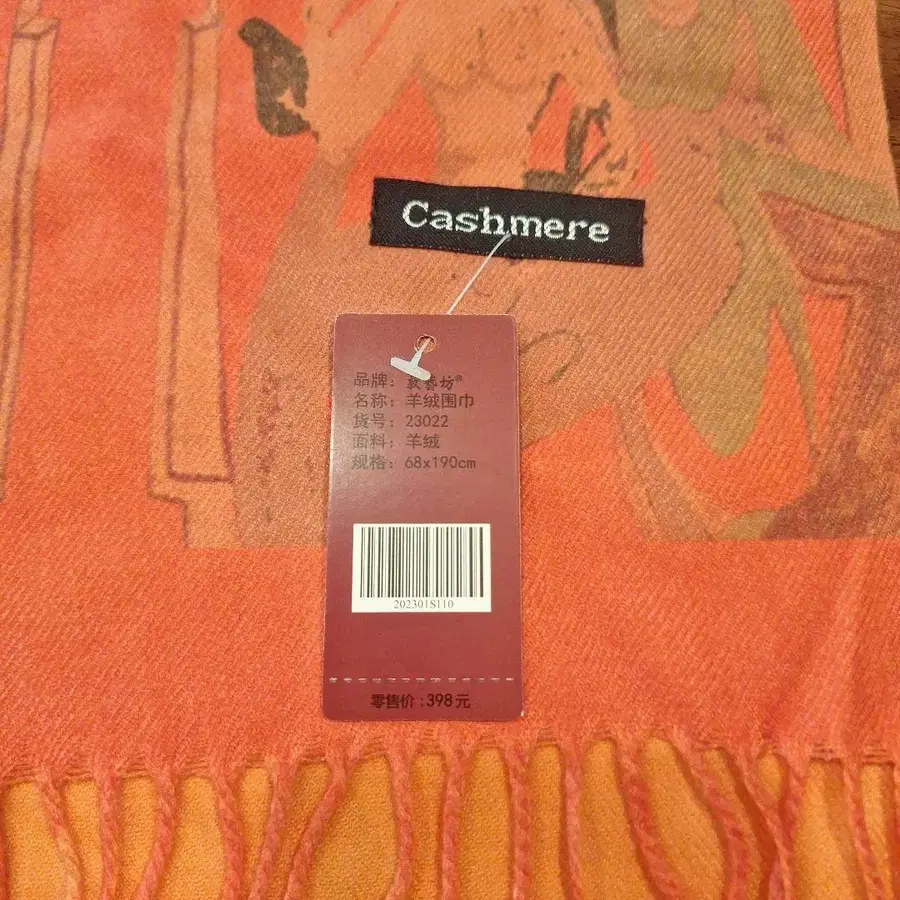 Cashmere
品牌：敦藝坊®
名称：羊绒围巾
货号：23022
面料：羊绒
规格：68x190cm
202301S110
零售价：398元